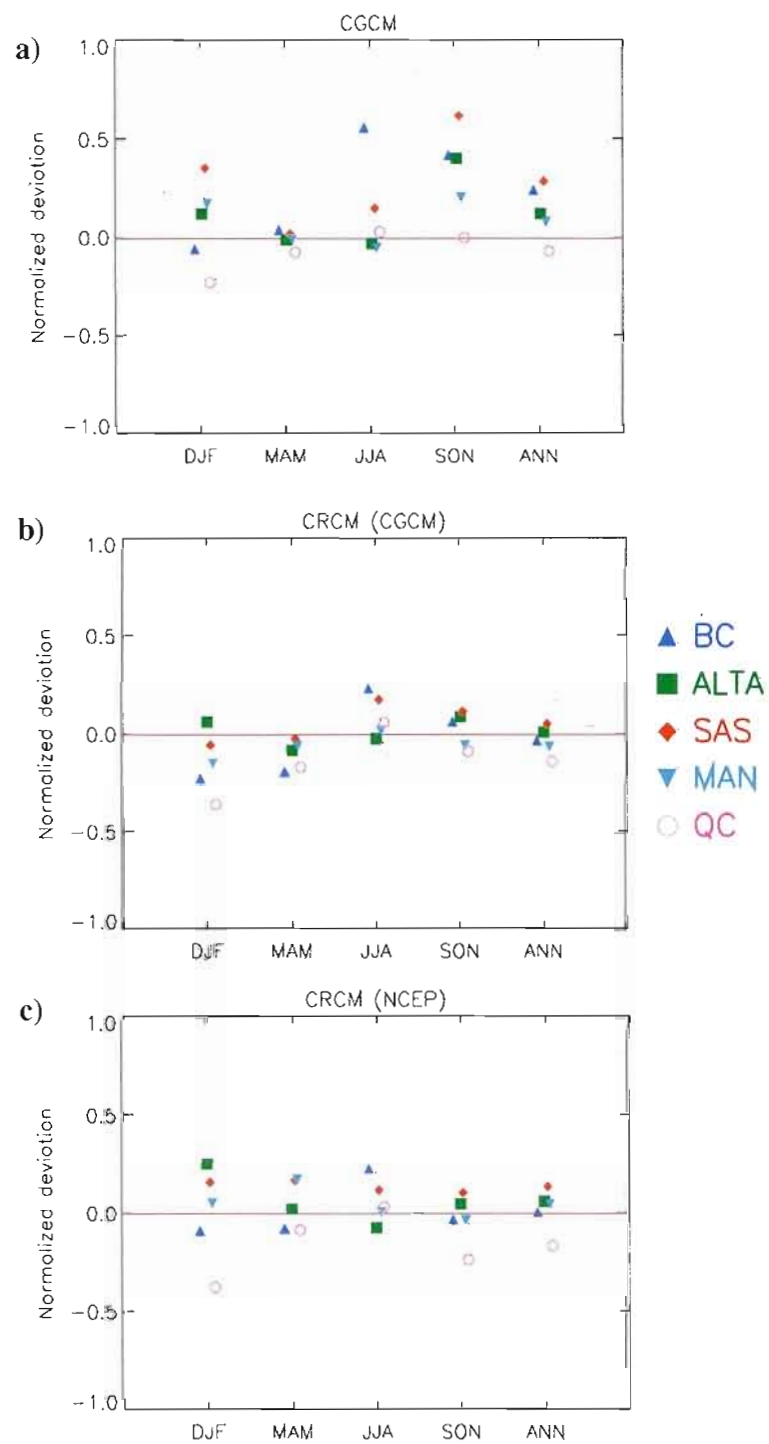 CGCM
a)
1.0
0.5
0.0
−0.5
−1.0
Normalized deviation
DJF MAM JJA SON ANN
b)
CRCM (CGCM)
1.0
0.5
0.0
−0.5
−1.0
Normalized deviation
DJF MAM JJA SON ANN
BC
ALTA
SAS
MAN
QC
c)
CRCM (NCEP)
1.0
0.5
0.0
−0.5
−1.0
Normalized deviation
DJF MAM JJA SON ANN